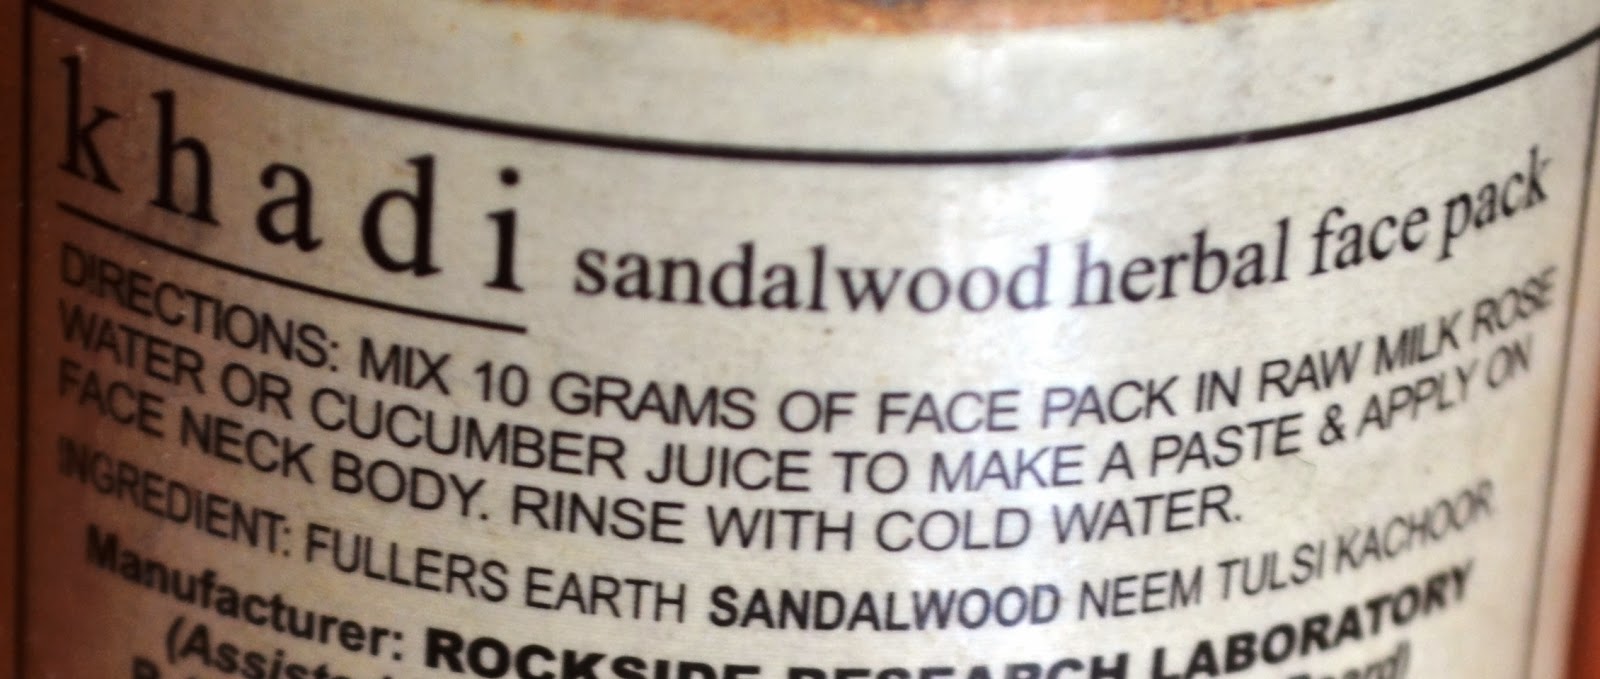 khadi sandalwood herbal face pack
DIRECTIONS: MIX 10 GRAMS OF FACE PACK IN RAW MILK ROSE
WATER OR CUCUMBER JUICE TO MAKE A PASTE & APPLY ON
FACE NECK BODY. RINSE WITH COLD WATER.
INGREDIENT: FULLERS EARTH SANDALWOOD NEEM TULSI KACHOOR
Manufacturer: ROCKSIDE RESEARCH LABORATORY